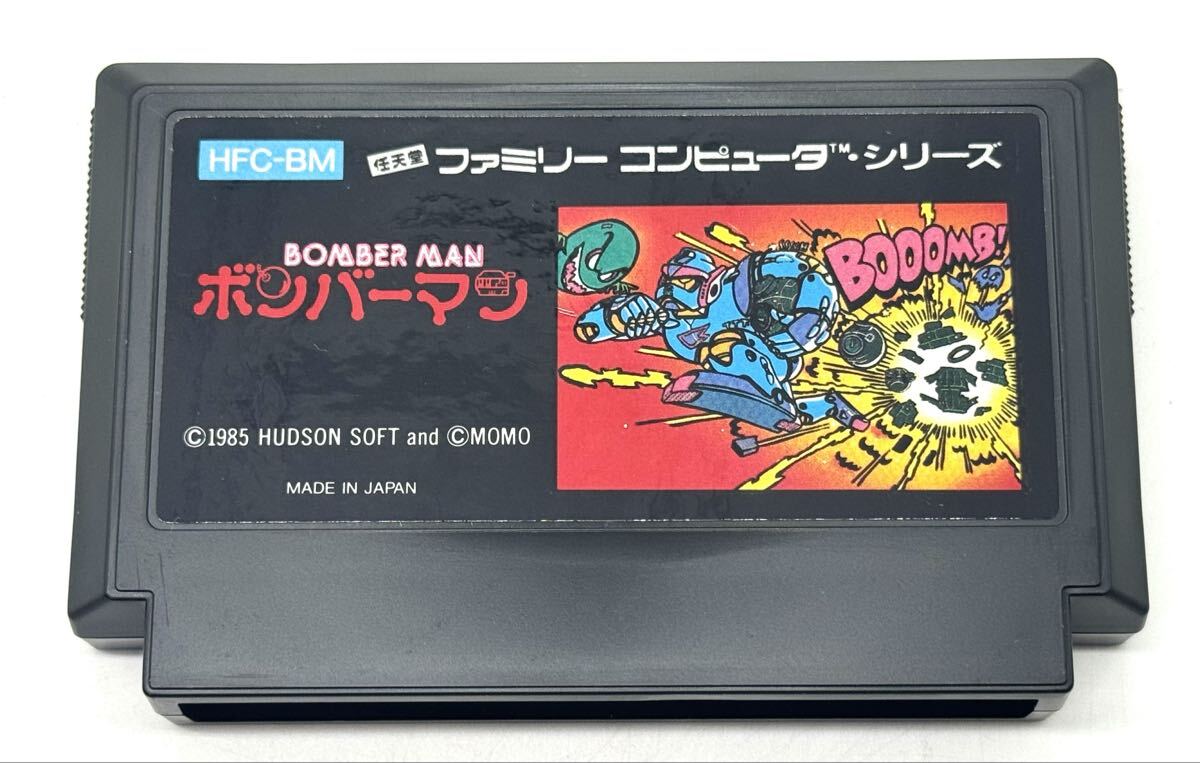 HFC-BM 任天堂 ファミリー コンピュータ™・シリーズ
BOMBER MAN
ボンバーマン
BOOOMB!
©1985 HUDSON SOFT and ©MOMO
MADE IN JAPAN